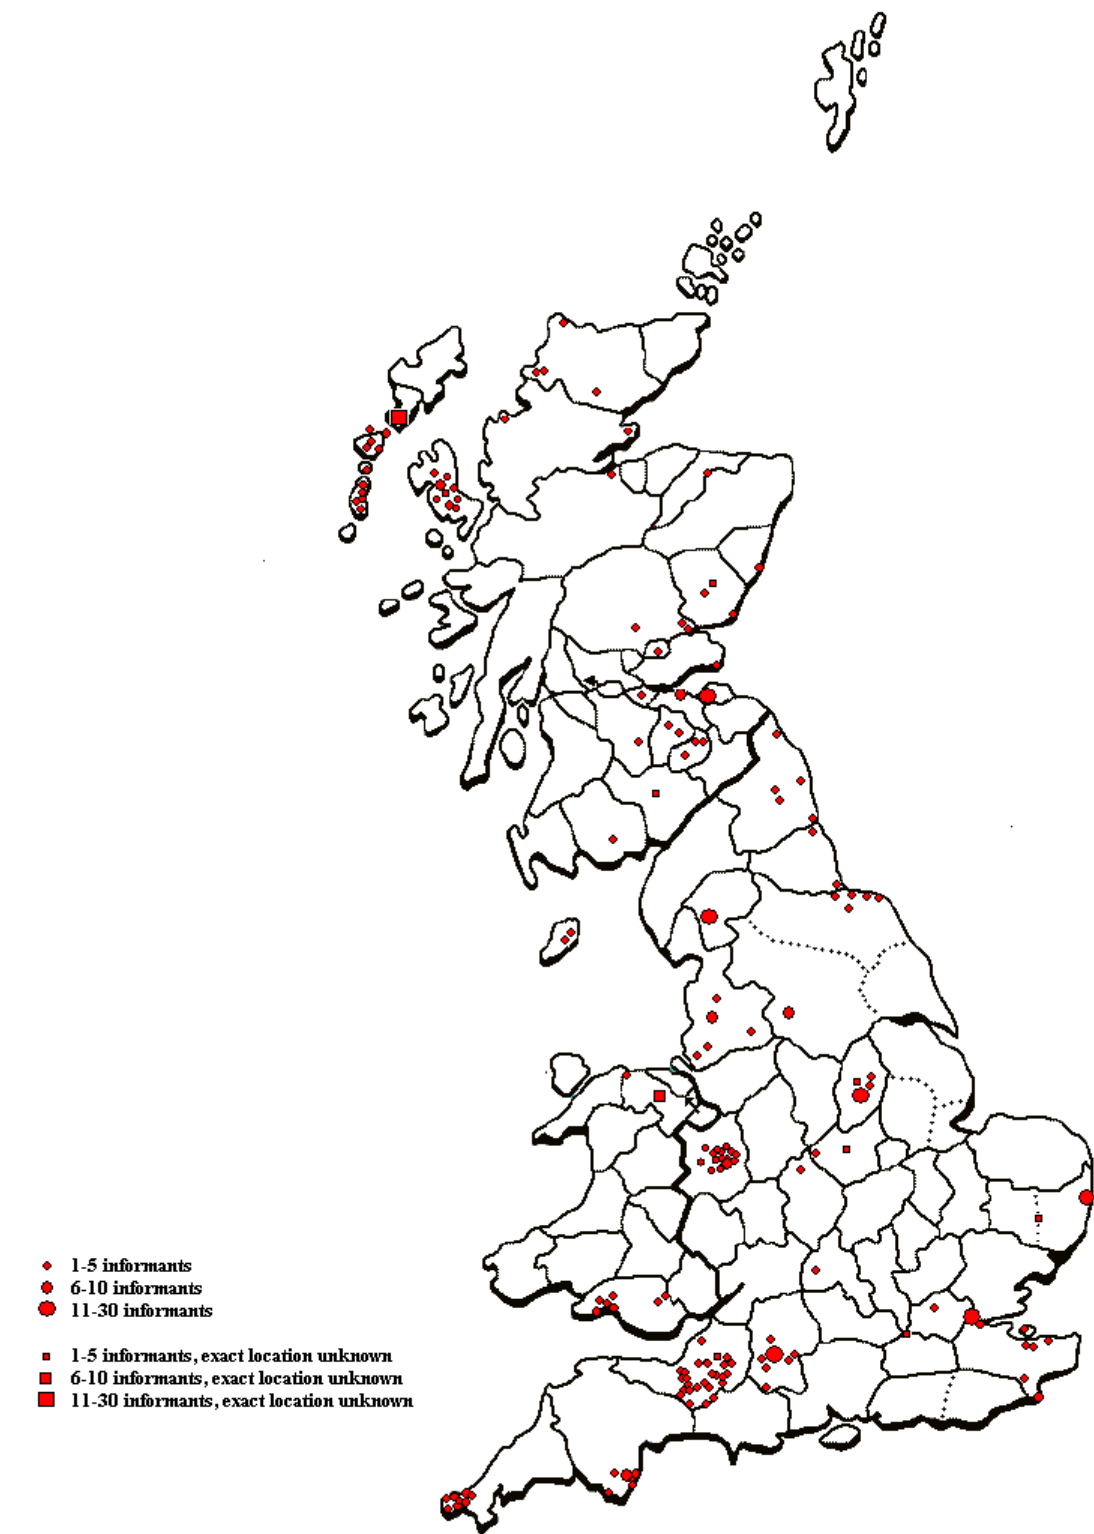 1-5 informants
6-10 informants
11-30 informants
1-5 informants, exact location unknown
6-10 informants, exact location unknown
11-30 informants, exact location unknown